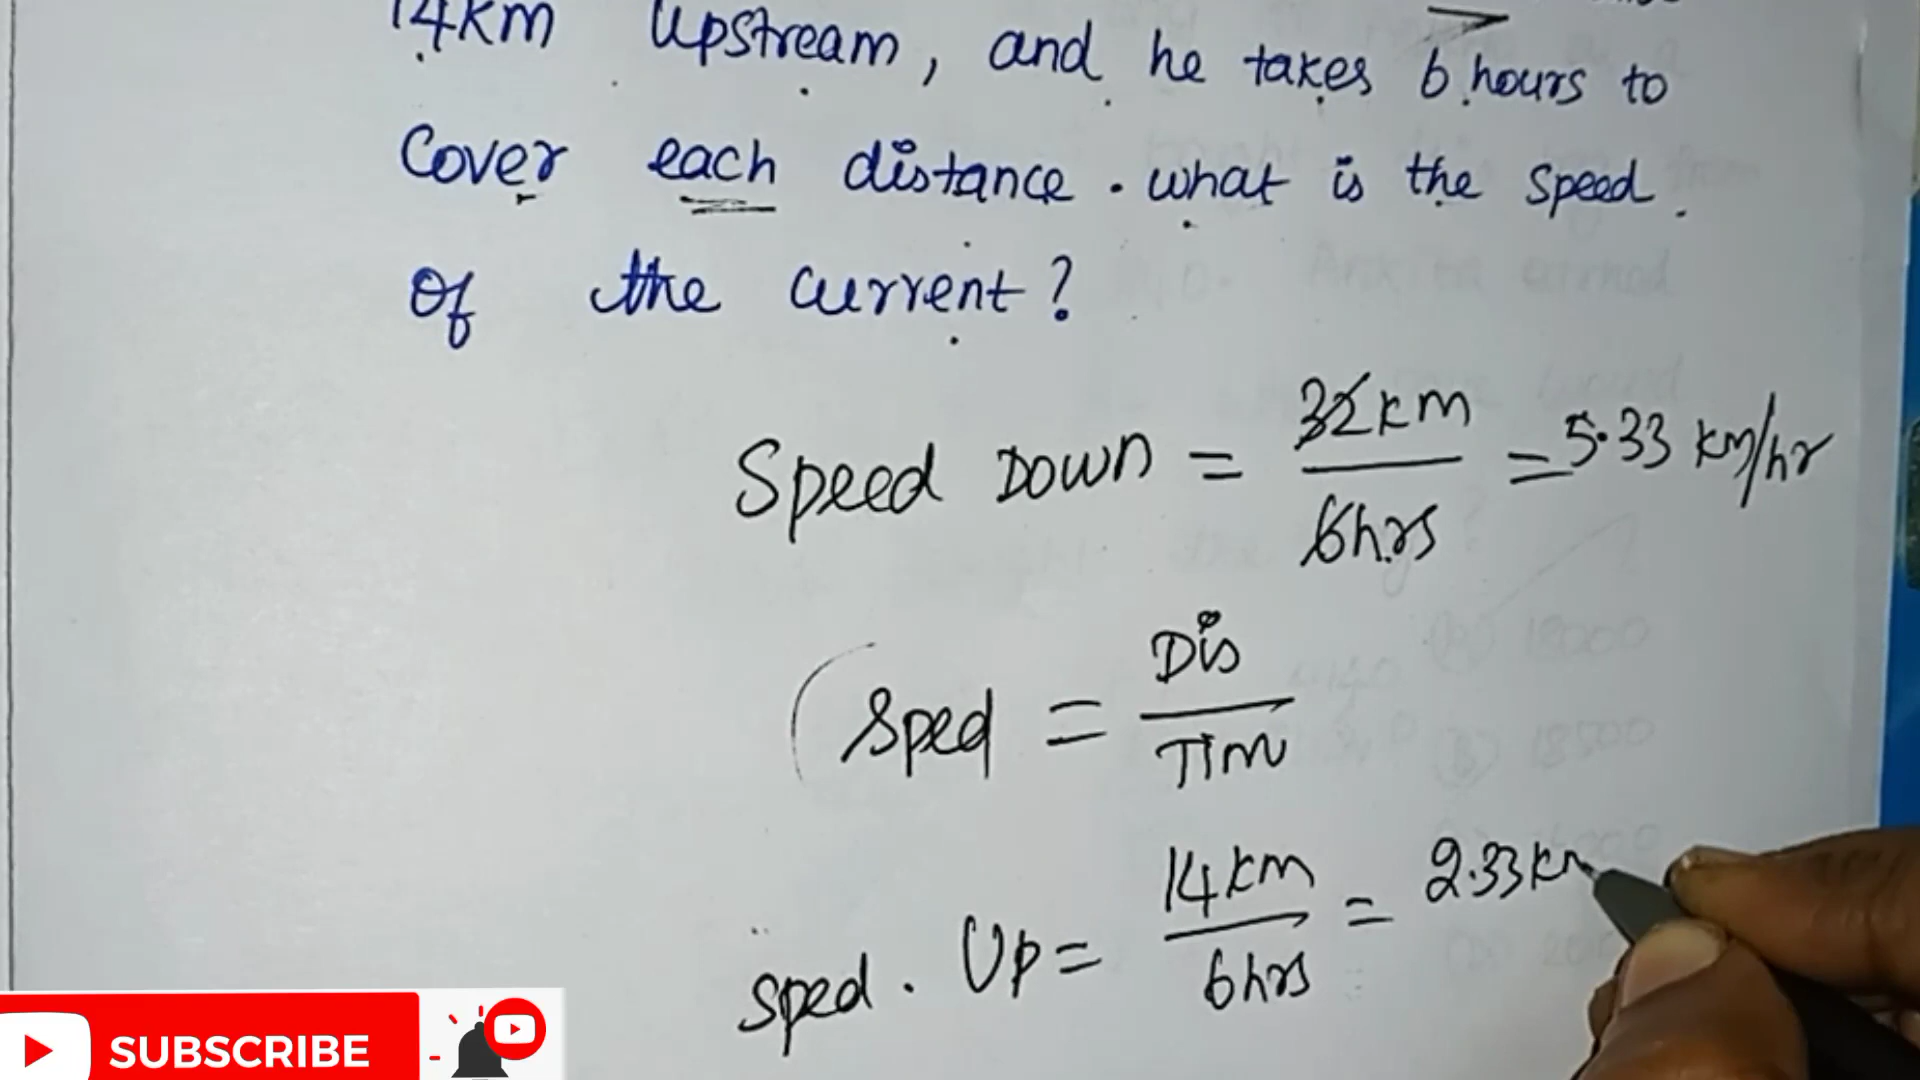 14km Upstream, and he takes 6 hours to
Cover each distance. what is the speed
of the current?
Speed Down = 32km / 6hrs = 5.33 km/hr
Sped = Dis / Tim
sped. Up = 14km / 6hrs = 2.33km
SUBSCRIBE